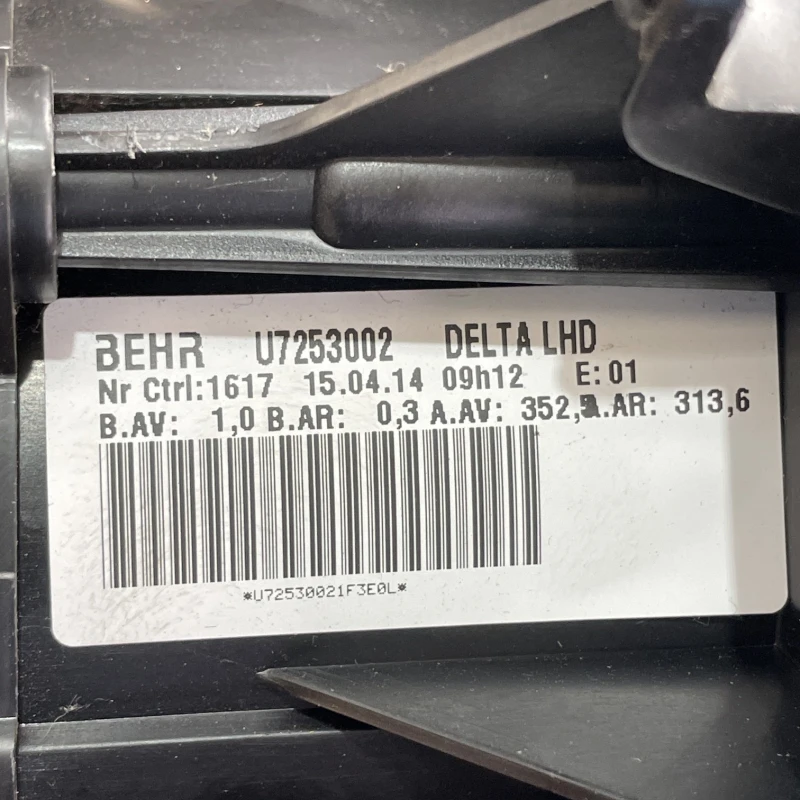 BEHR U7253002 DELTA LHD
Nr Ctrl:1617 15.04.14 09h12 E: 01
B.AV: 1,0 B.AR: 0,3 A.AV: 352, .AR: 313,6
*U72530021F3E0L*